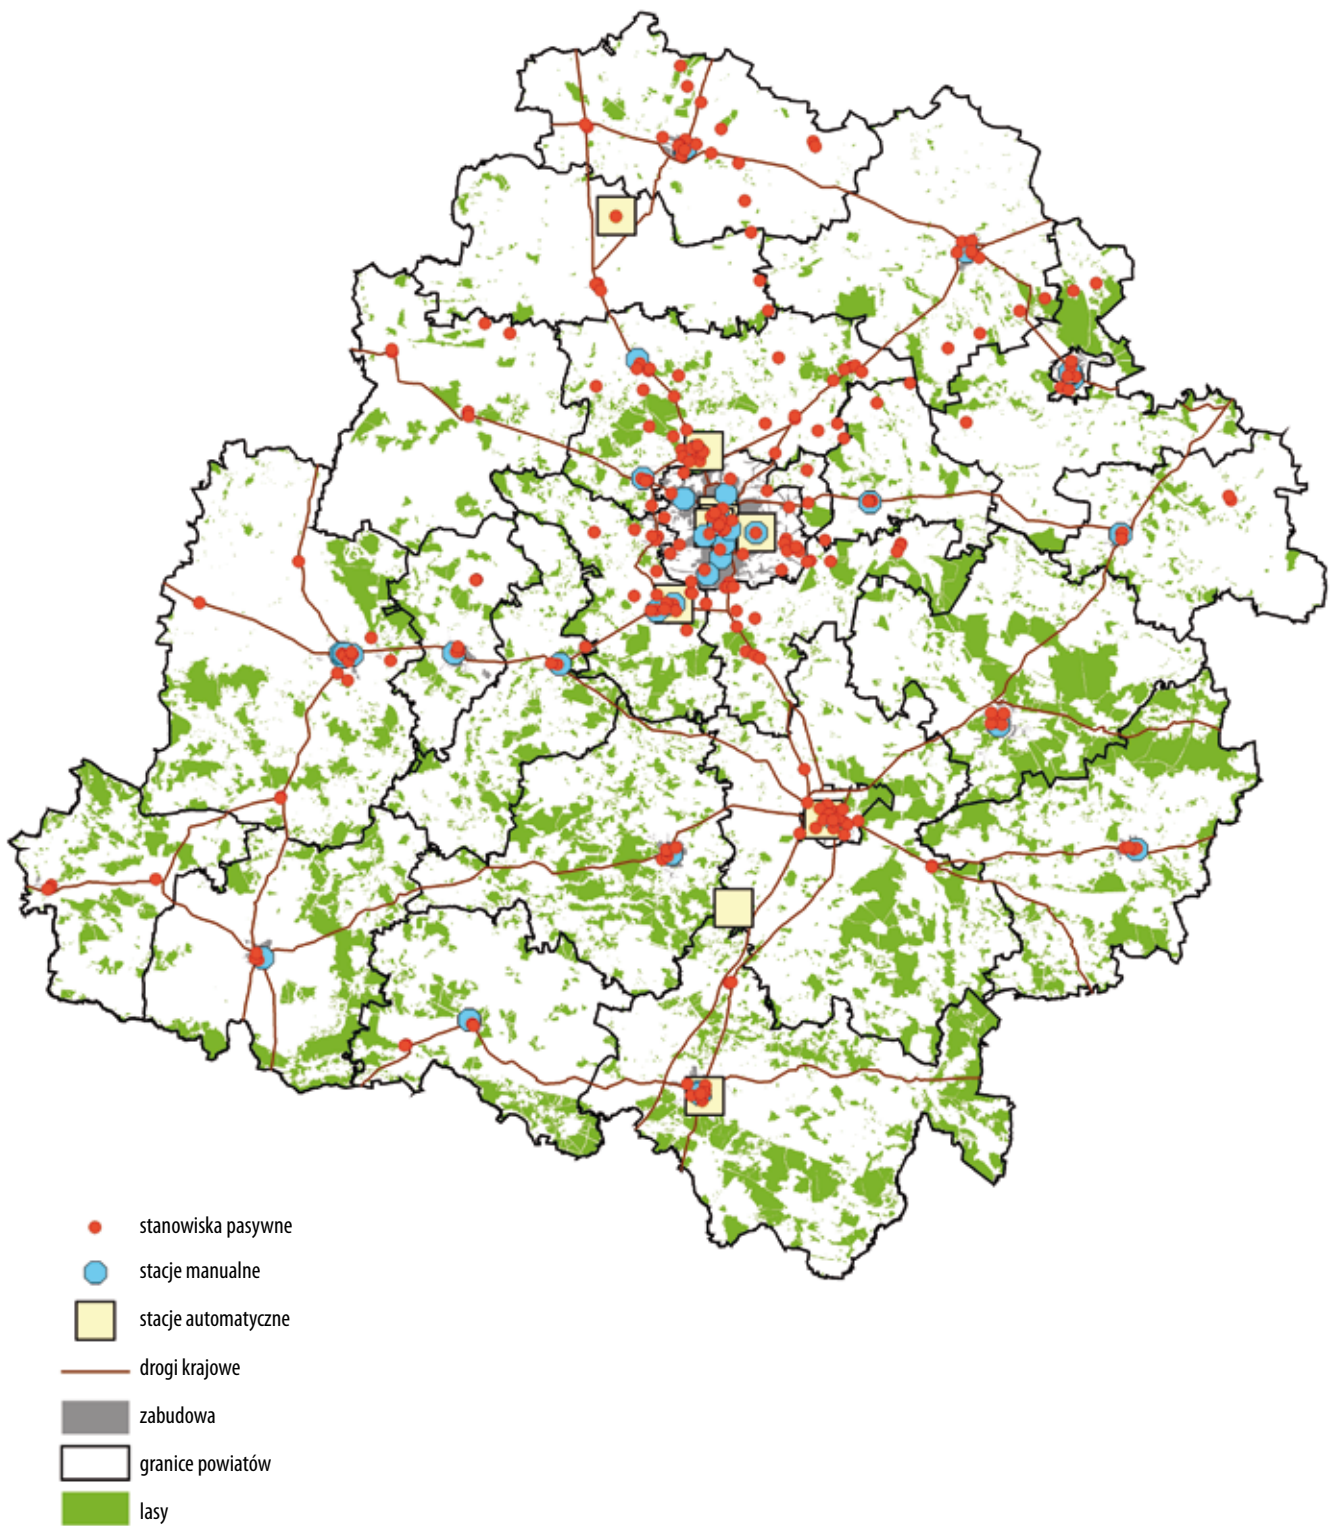 stanowiska pasywne
stacje manualne
stacje automatyczne
drogi krajowe
zabudowa
granice powiatów
lasy